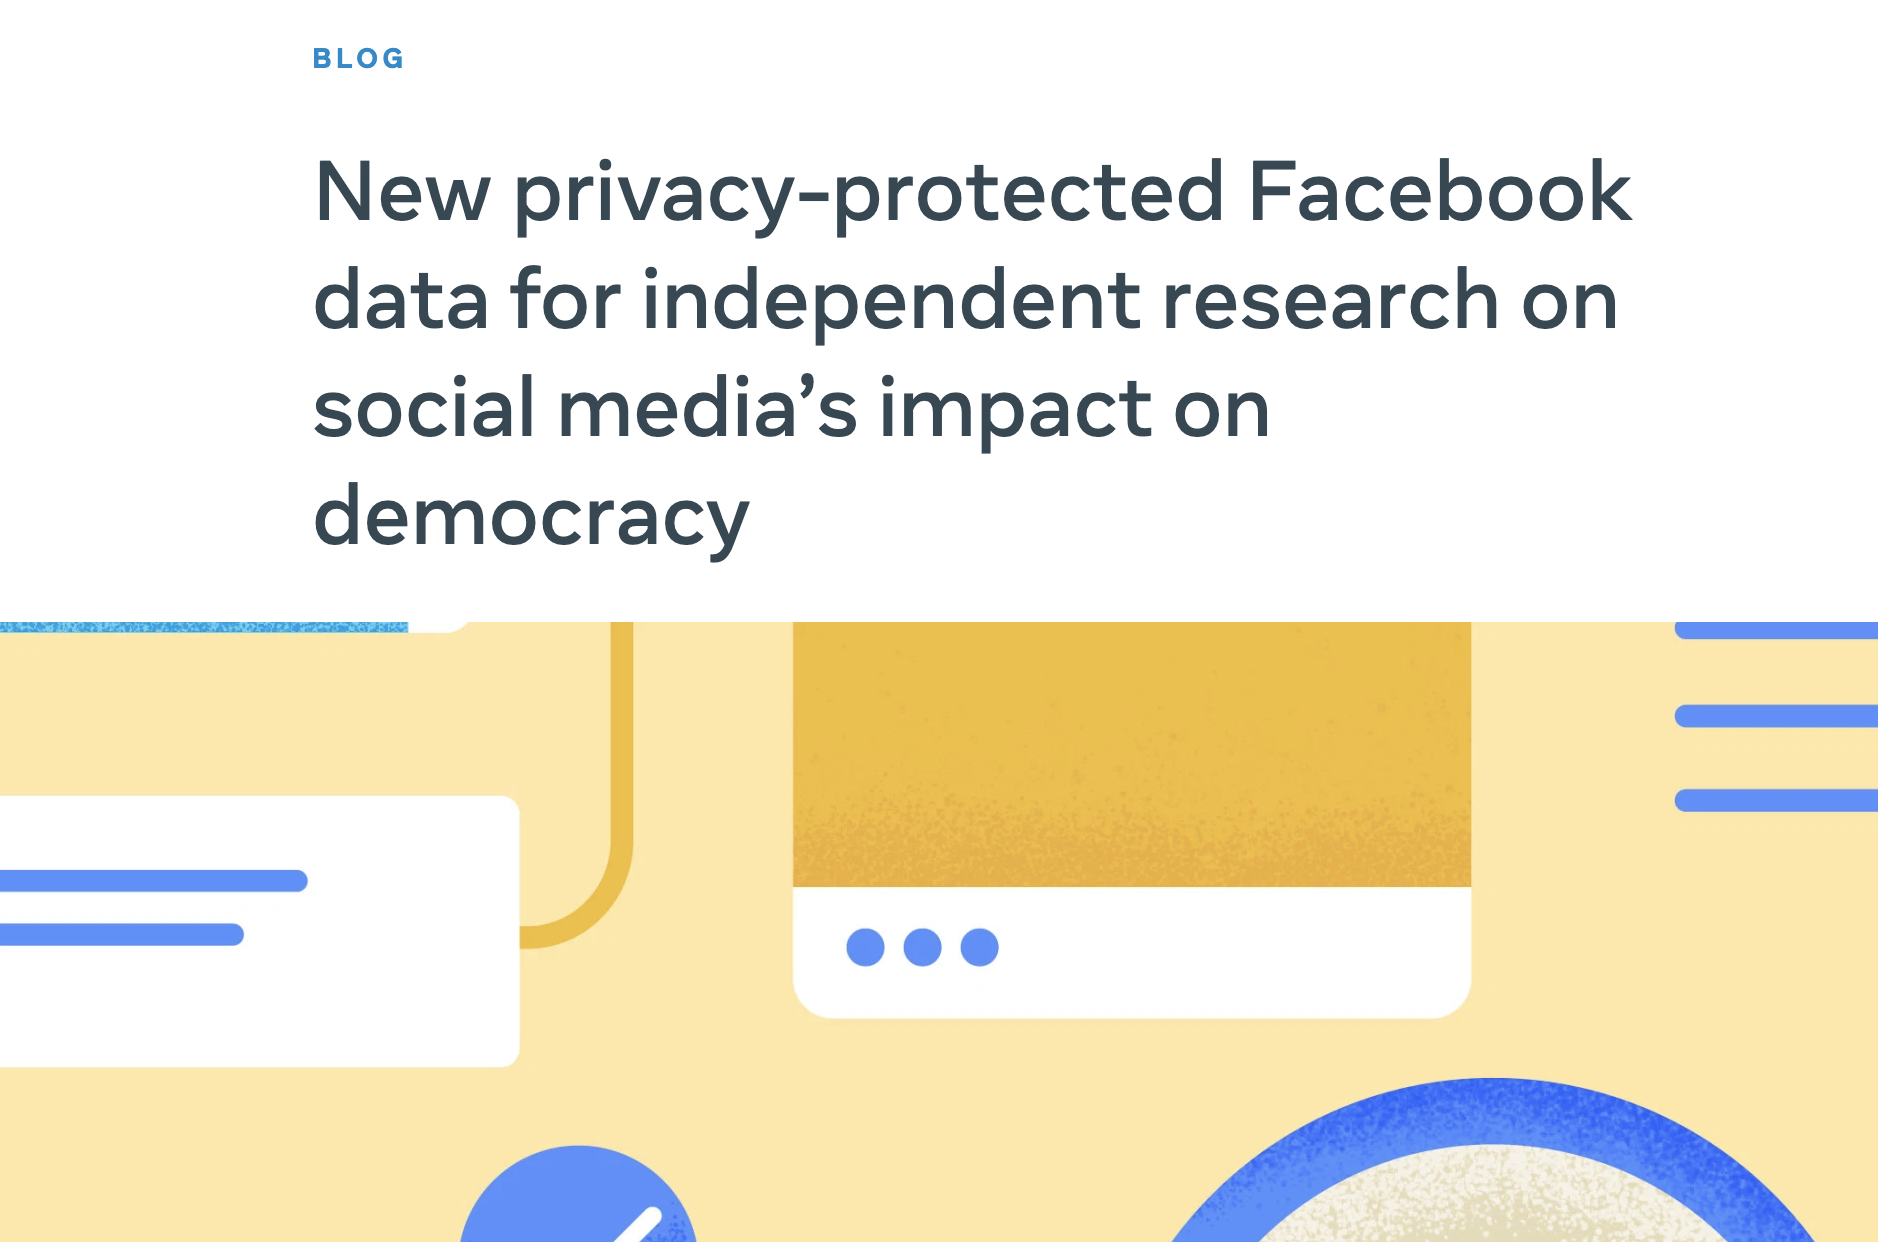 BLOG
New privacy-protected Facebook
data for independent research on
social media’s impact on
democracy